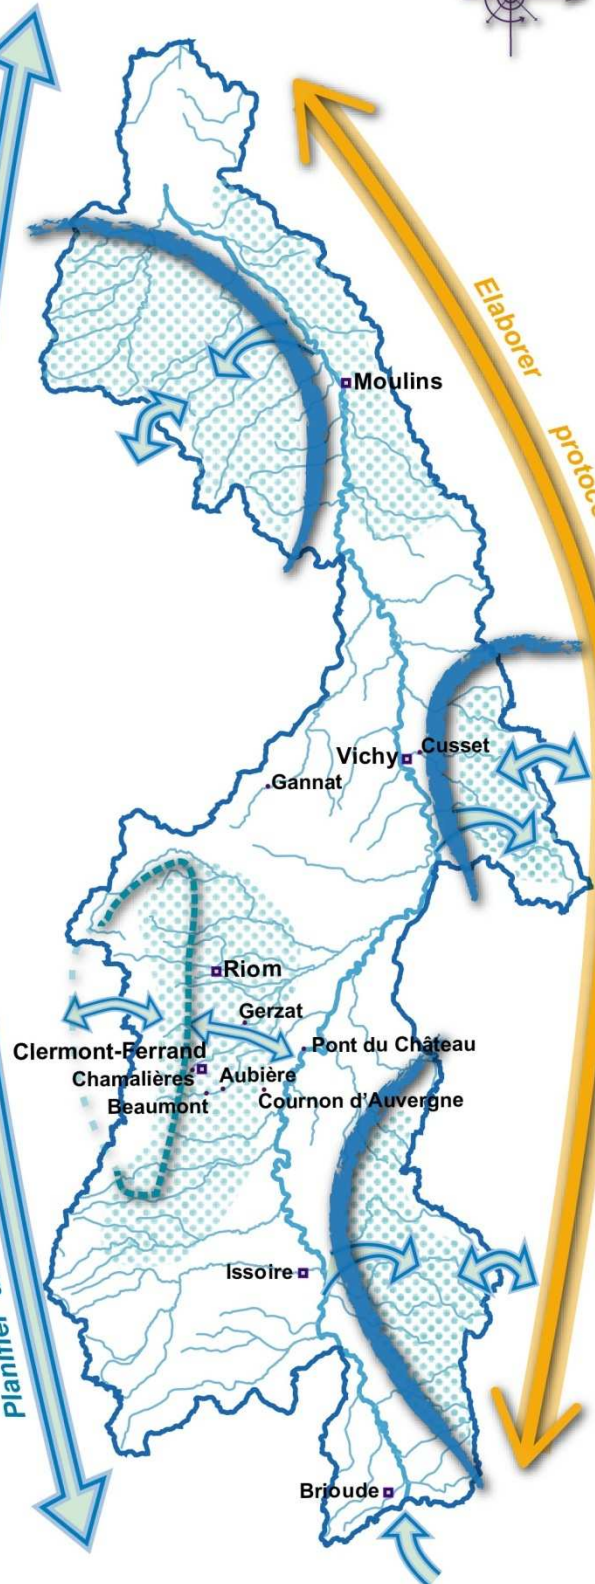 Elaborer
Moulins
Vichy
Cusset
Gannat
Riom
Gerzat
Pont du Château
Clermont-Ferrand
Chamalières
Aubière
Beaumont
Cournon d'Auvergne
Issoire
Planifier
Brioude